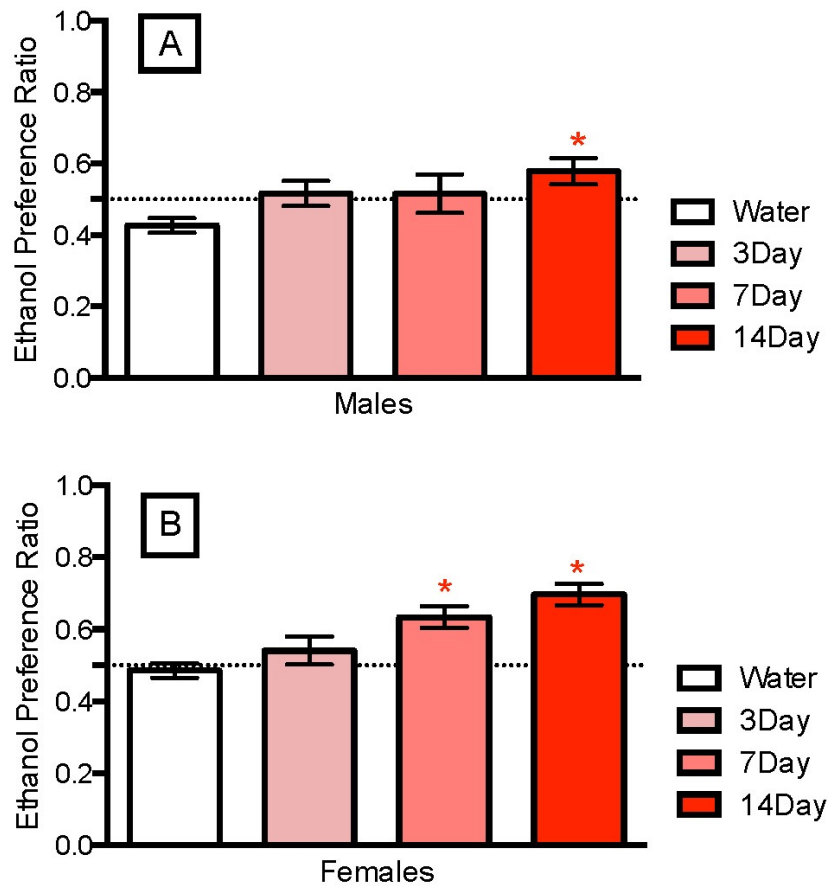 A
Ethanol Preference Ratio
1.0
0.8
0.6
0.4
0.2
0.0
*
Males
Water
3Day
7Day
14Day
B
Ethanol Preference Ratio
1.0
0.8
0.6
0.4
0.2
0.0
*
*
Females
Water
3Day
7Day
14Day